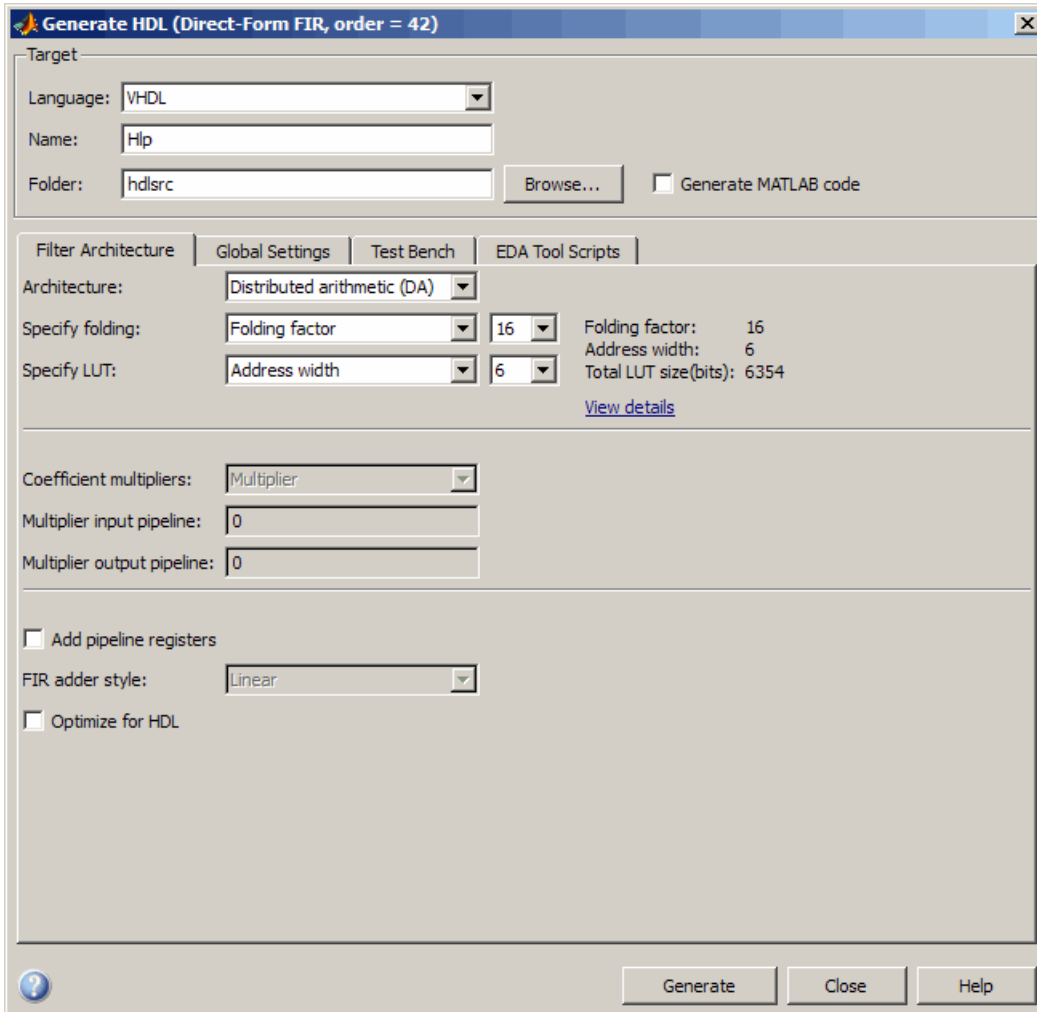 Generate HDL (Direct-Form FIR, order = 42)
Target
Language: VHDL
Name: Hlp
Folder: hdlsrc Browse... Generate MATLAB code
Filter Architecture Global Settings Test Bench EDA Tool Scripts
Architecture: Distributed arithmetic (DA)
Specify folding: Folding factor 16 Folding factor: 16
Address width: 6
Specify LUT: Address width 6 Total LUT size(bits): 6354
View details
Coefficient multipliers: Multiplier
Multiplier input pipeline: 0
Multiplier output pipeline: 0
Add pipeline registers
FIR adder style: Linear
Optimize for HDL
? Generate Close Help